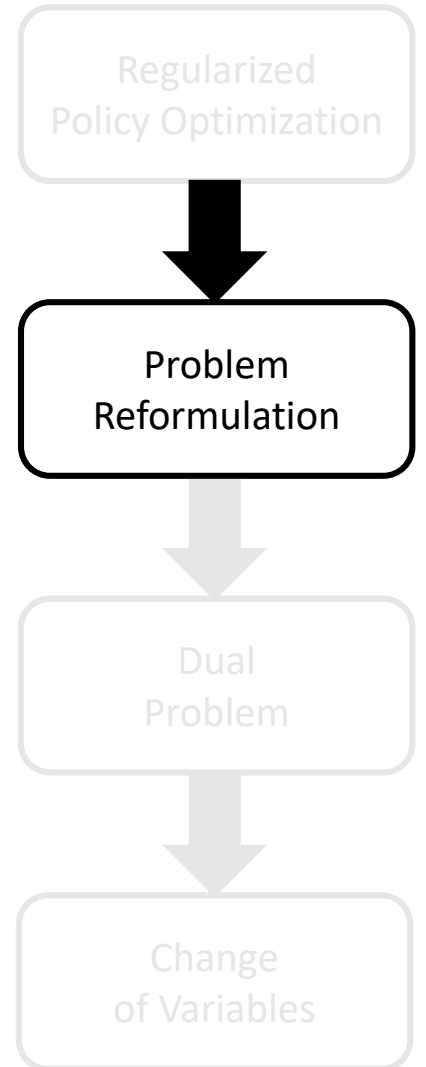 Regularized
Policy Optimization
Problem
Reformulation
Dual
Problem
Change
of Variables